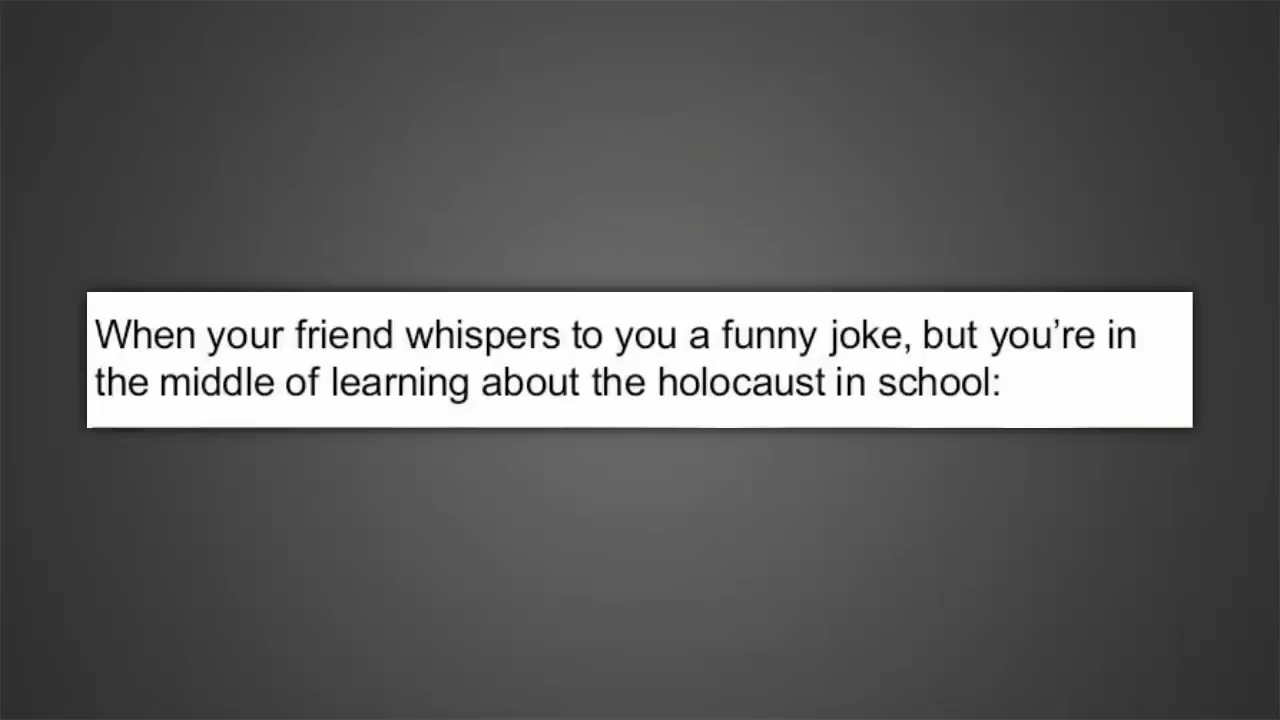 When your friend whispers to you a funny joke, but you’re in
the middle of learning about the holocaust in school: